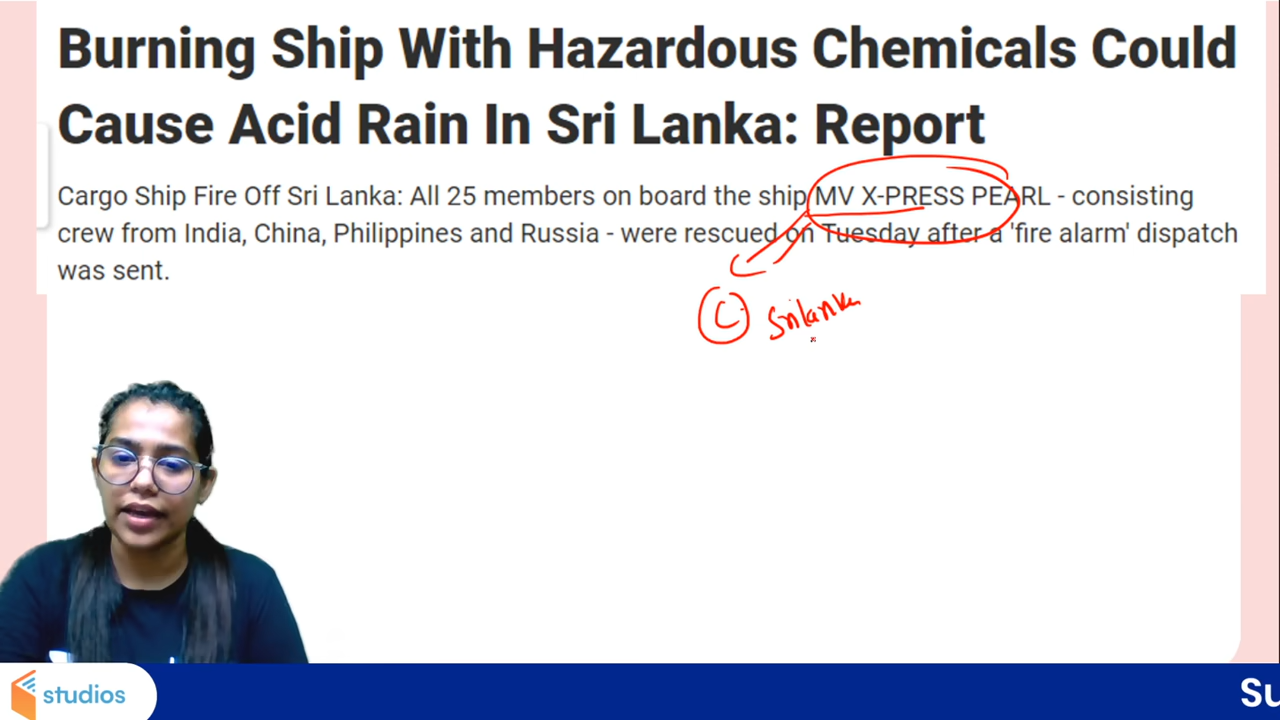 Burning Ship With Hazardous Chemicals Could
Cause Acid Rain In Sri Lanka: Report
Cargo Ship Fire Off Sri Lanka: All 25 members on board the ship MV X-PRESS PEARL - consisting
crew from India, China, Philippines and Russia - were rescued on Tuesday after a 'fire alarm' dispatch
was sent.
C Srilanka
studios
Su